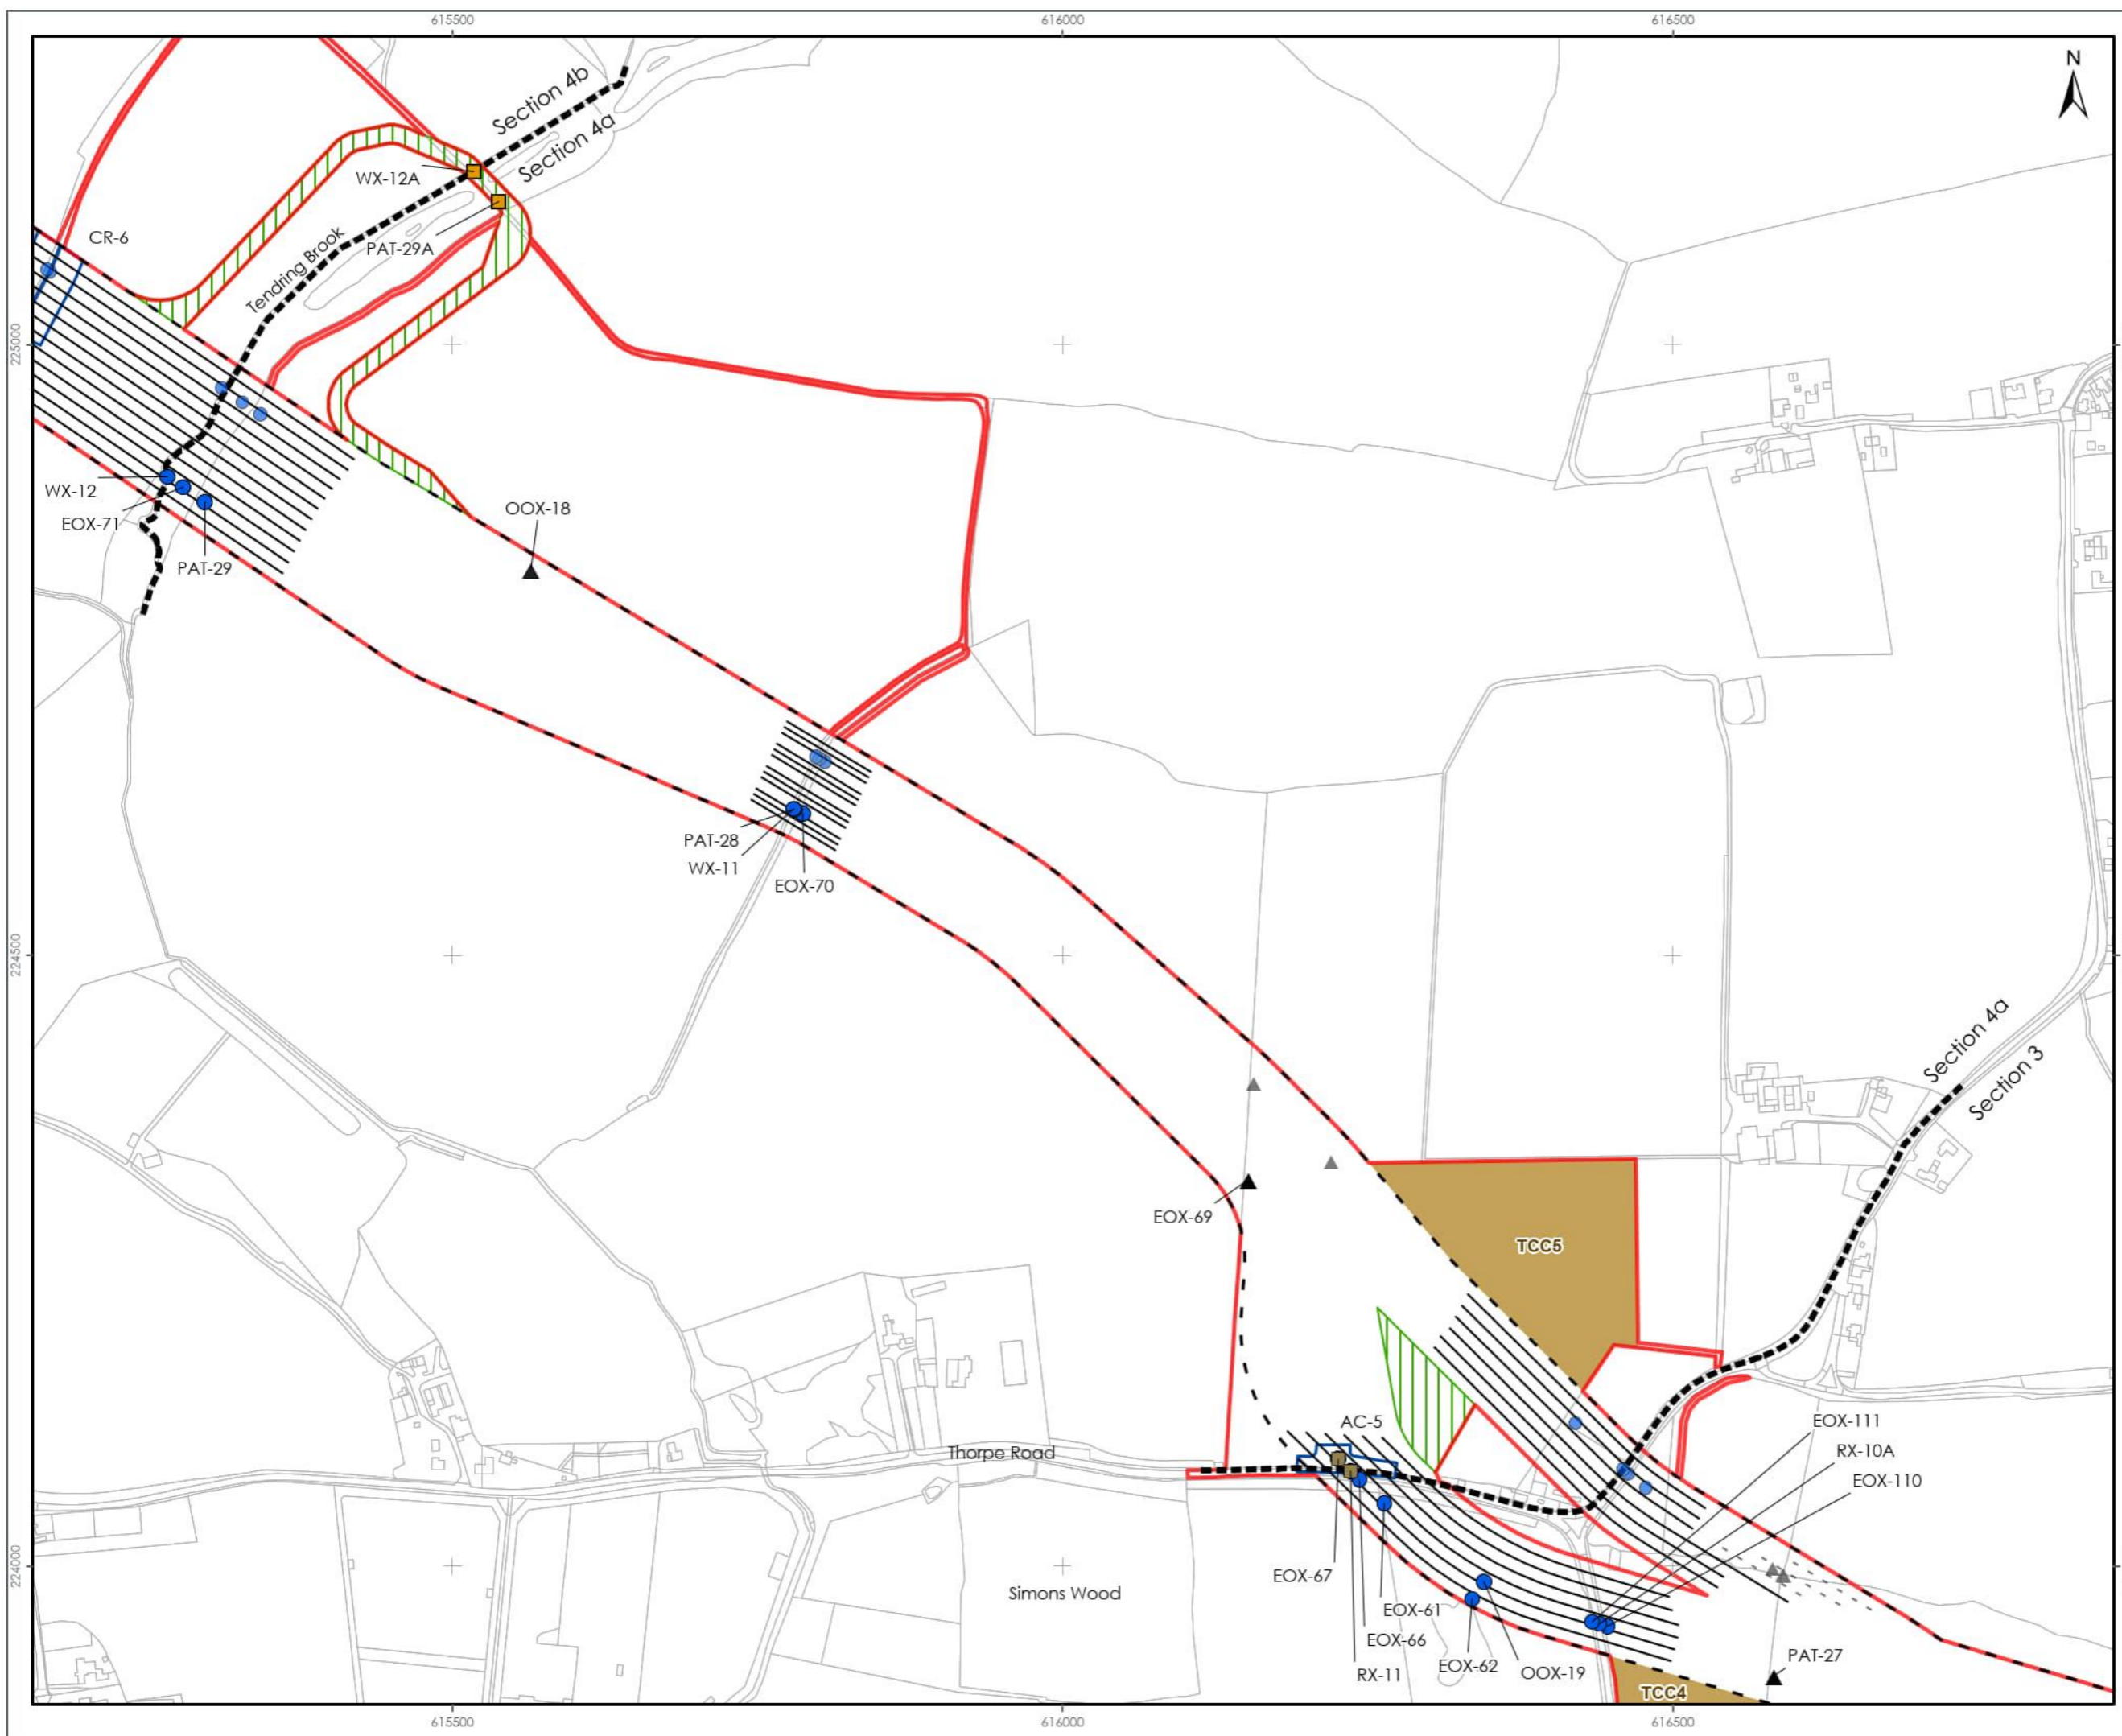 615500
616000
616500
N
Section 4b
Section 4a
WX-12A
CR-6
PAT-29A
Tendring Brook
225000
225000
WX-12
EOX-71
PAT-29
OOX-18
PAT-28
WX-11
EOX-70
224500
224500
Section 4a
Section 3
EOX-69
TCC5
AC-5
Thorpe Road
EOX-111
RX-10A
EOX-110
224000
224000
EOX-67
Simons Wood
EOX-61
EOX-66
RX-11
EOX-62
OOX-19
PAT-27
TCC4
615500
616000
616500